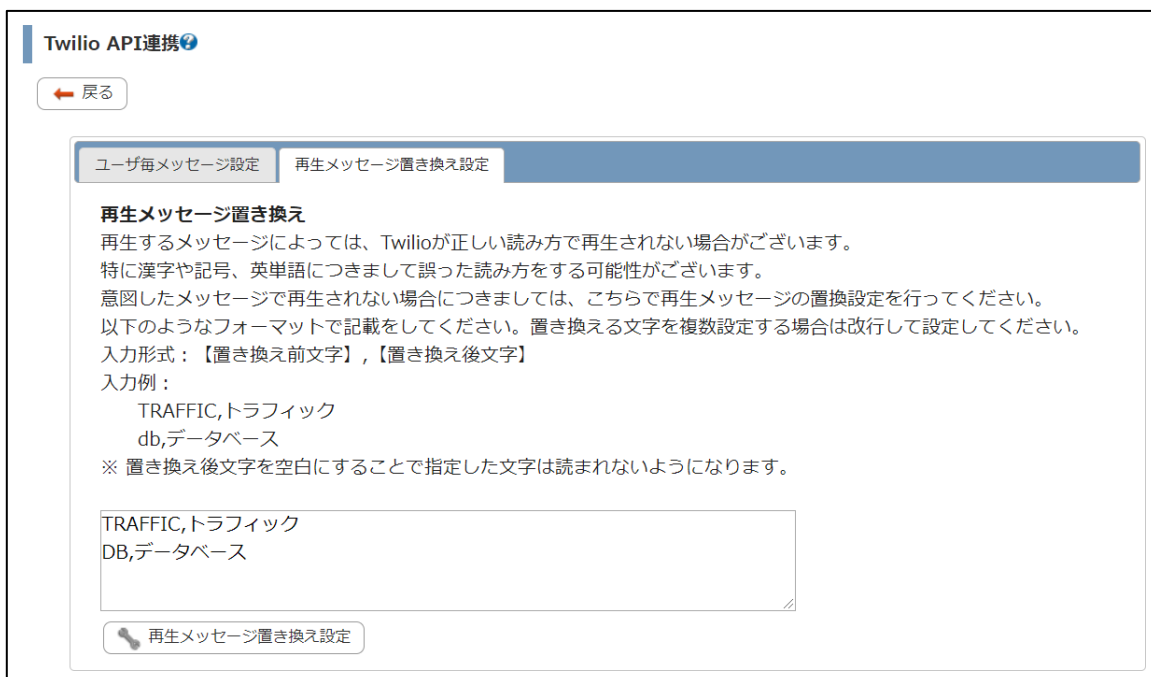 Twilio API連携?
戻る
ユーザ毎メッセージ設定 再生メッセージ置き換え設定
再生メッセージ置き換え
再生するメッセージによっては、Twilioが正しい読み方で再生されない場合がございます。
特に漢字や記号、英単語につきまして誤った読み方をする可能性がございます。
意図したメッセージで再生されない場合につきましては、こちらで再生メッセージの置換設定を行ってください。
以下のようなフォーマットで記載をしてください。置き換える文字を複数設定する場合は改行して設定してください。
入力形式：【置き換え前文字】,【置き換え後文字】
入力例：
TRAFFIC,トラフィック
db,データベース
※ 置き換え後文字を空白にすることで指定した文字は読まれないようになります。
TRAFFIC,トラフィック
DB,データベース
再生メッセージ置き換え設定